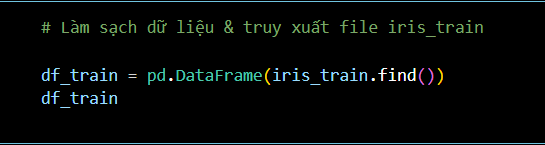 # Làm sạch dữ liệu & truy xuất file iris_train
df_train = pd.DataFrame(iris_train.find())
df_train